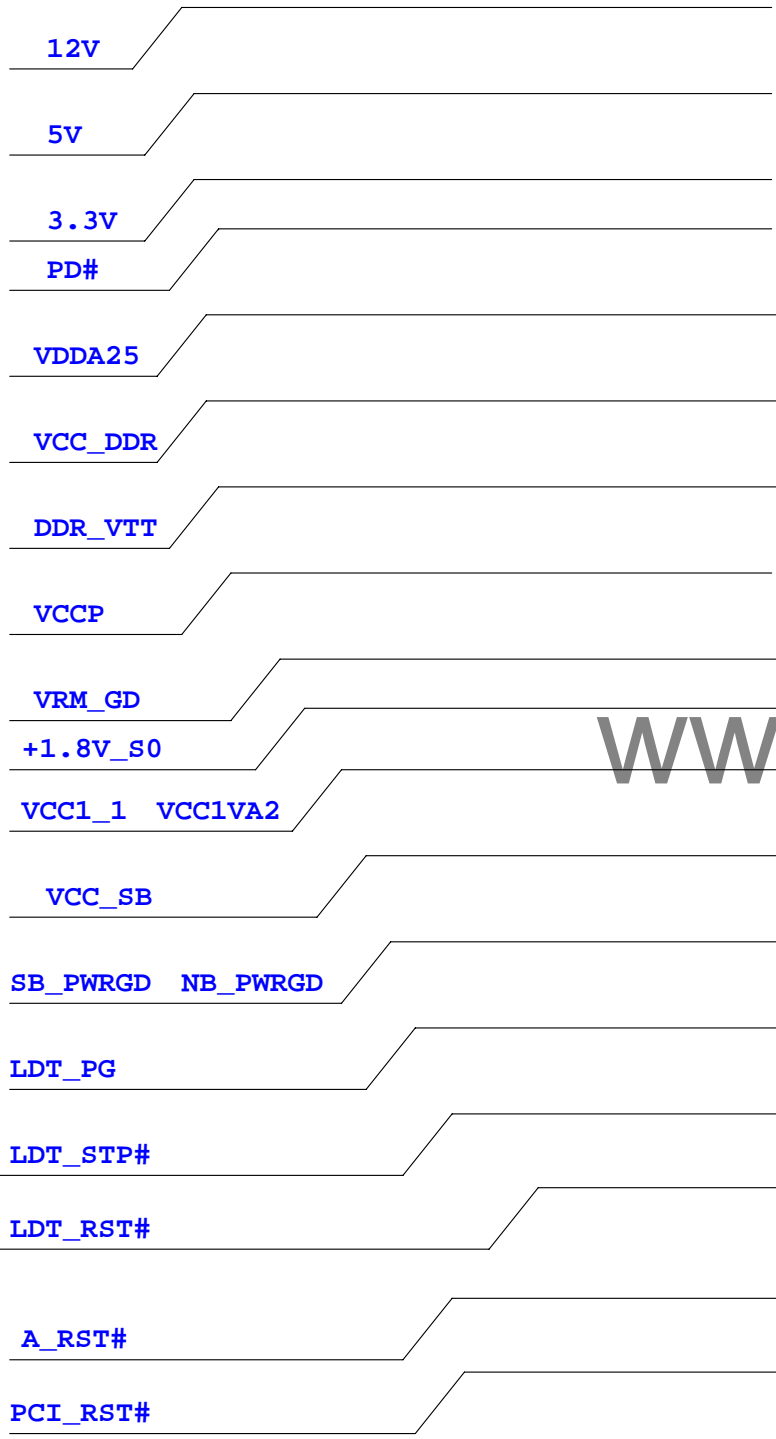 12V
5V
3.3V
PD#
VDDA25
VCC_DDR
DDR_VTT
VCCP
VRM_GD
+1.8V_S0
ww
VCC1_1 VCC1VA2
VCC_SB
SB_PWRGD NB_PWRGD
LDT_PG
LDT_STP#
LDT_RST#
A_RST#
PCI_RST#